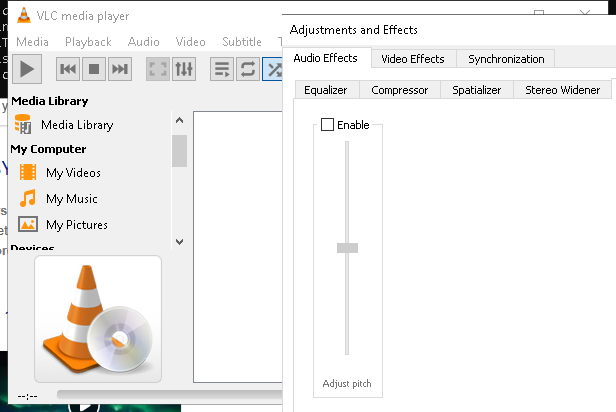 VLC media player
Media Playback Audio Video Subtitle T
Media Library
Media Library
My Computer
My Videos
My Music
My Pictures
Devices
--:--
Adjustments and Effects
Audio Effects Video Effects Synchronization
Equalizer Compressor Spatializer Stereo Widener
Enable
Adjust pitch